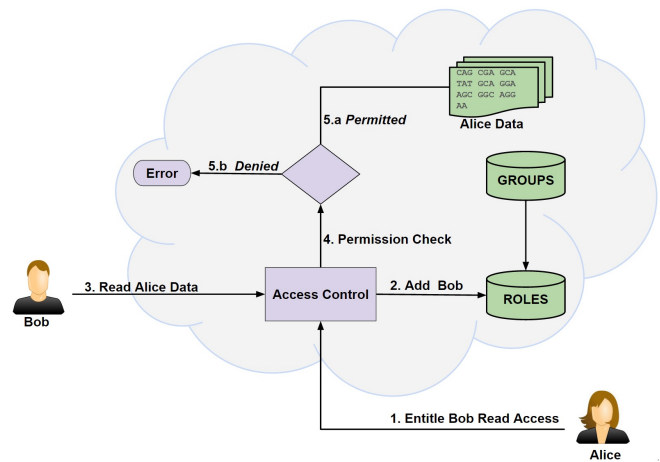 CAG CGA GCA
TAT GCA GGA
AGC GGC AGG
AA
Alice Data
5.a Permitted
5.b Denied
Error
GROUPS
4. Permission Check
3. Read Alice Data
Bob
Access Control
2. Add Bob
ROLES
1. Entitle Bob Read Access
Alice